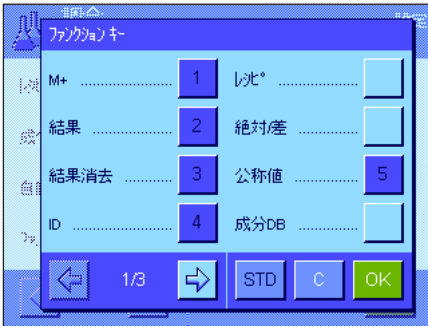 ファンクション キー
M+ .................... 1
結果 .................. 2
結果消去 ............. 3
ID ..................... 4
レシピ ................
絶対/差 ..............
公称値 ............... 5
成分DB ..............
1/3
STD
C
OK